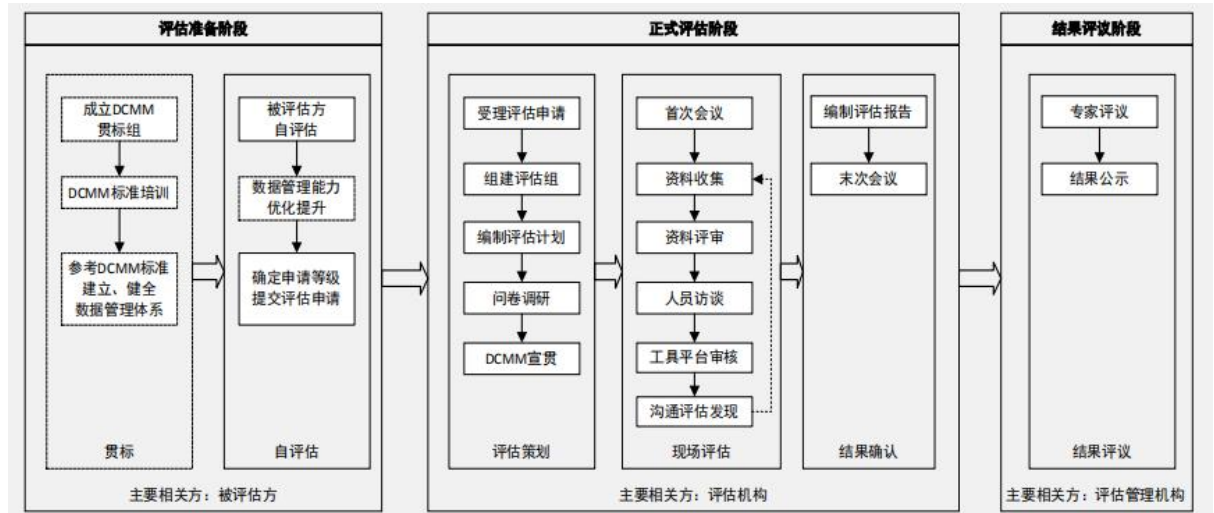 评估准备阶段
成立DCMM
贯标组
DCMM标准培训
参考DCMM标准
建立、健全
数据管理体系
贯标
被评估方
自评估
数据管理能力
优化提升
确定申请等级
提交评估申请
自评估
主要相关方：被评估方
正式评估阶段
受理评估申请
组建评估组
编制评估计划
问卷调研
DCMM宣贯
评估策划
首次会议
资料收集
资料评审
人员访谈
工具平台审核
沟通评估发现
现场评估
编制评估报告
末次会议
结果确认
主要相关方：评估机构
结果评议阶段
专家评议
结果公示
结果评议
主要相关方：评估管理机构